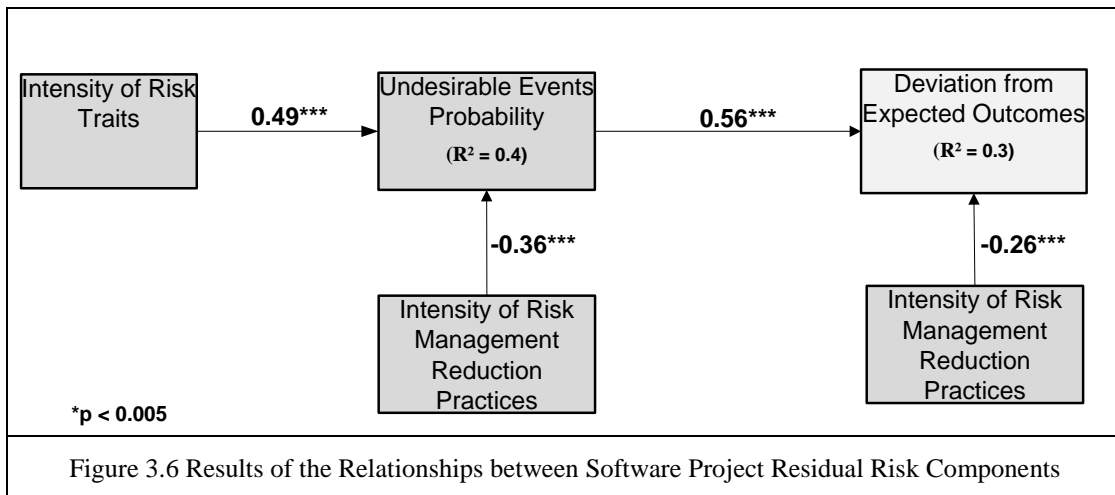 Intensity of Risk
Traits
0.49***
Undesirable Events
Probability
(R² = 0.4)
0.56***
Deviation from
Expected Outcomes
(R² = 0.3)
-0.36***
-0.26***
Intensity of Risk
Management
Reduction
Practices
Intensity of Risk
Management
Reduction
Practices
*p < 0.005
Figure 3.6 Results of the Relationships between Software Project Residual Risk Components